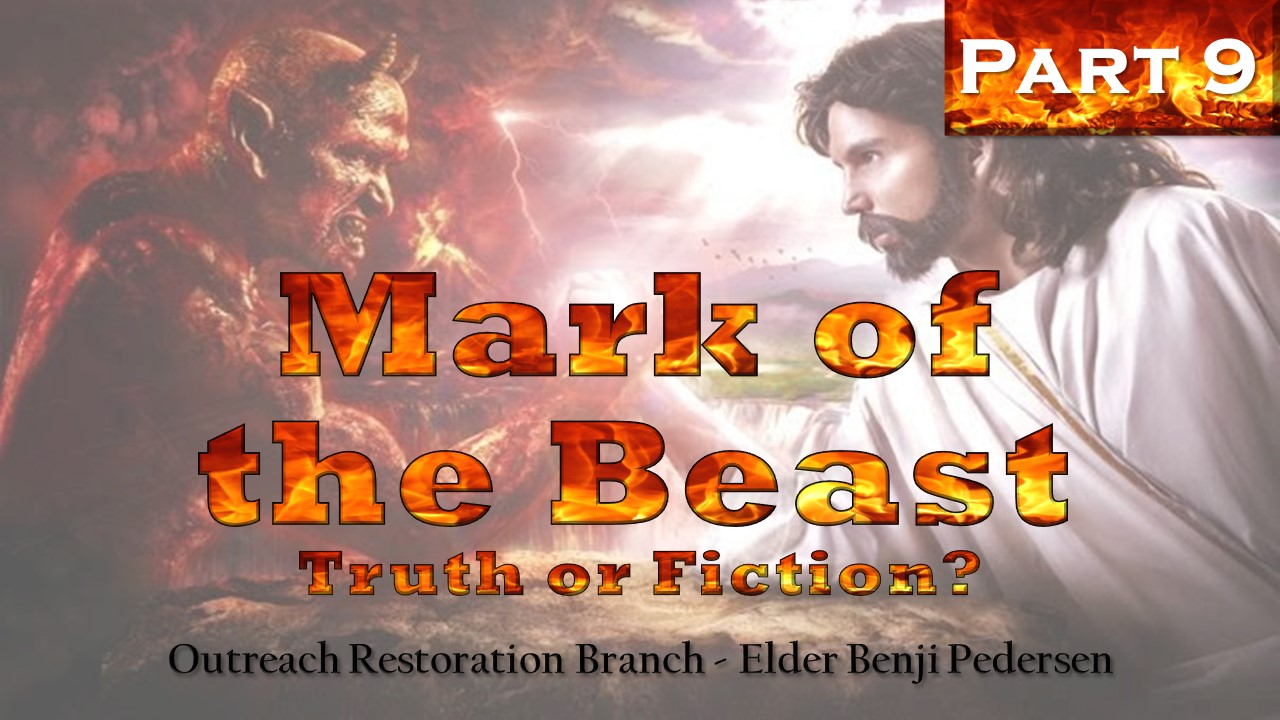 Part 9
Mark of
the Beast
Truth or Fiction?
Outreach Restoration Branch - Elder Benji Pedersen